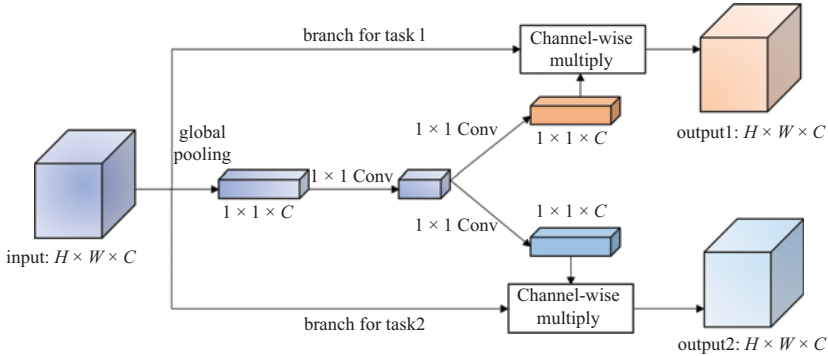 branch for task 1
Channel-wise
multiply
output1: H × W × C
global
pooling
1 × 1 Conv
1 × 1 × C
1 × 1 Conv
1 × 1 × C
1 × 1 Conv
1 × 1 × C
input: H × W × C
Channel-wise
multiply
branch for task2
output2: H × W × C